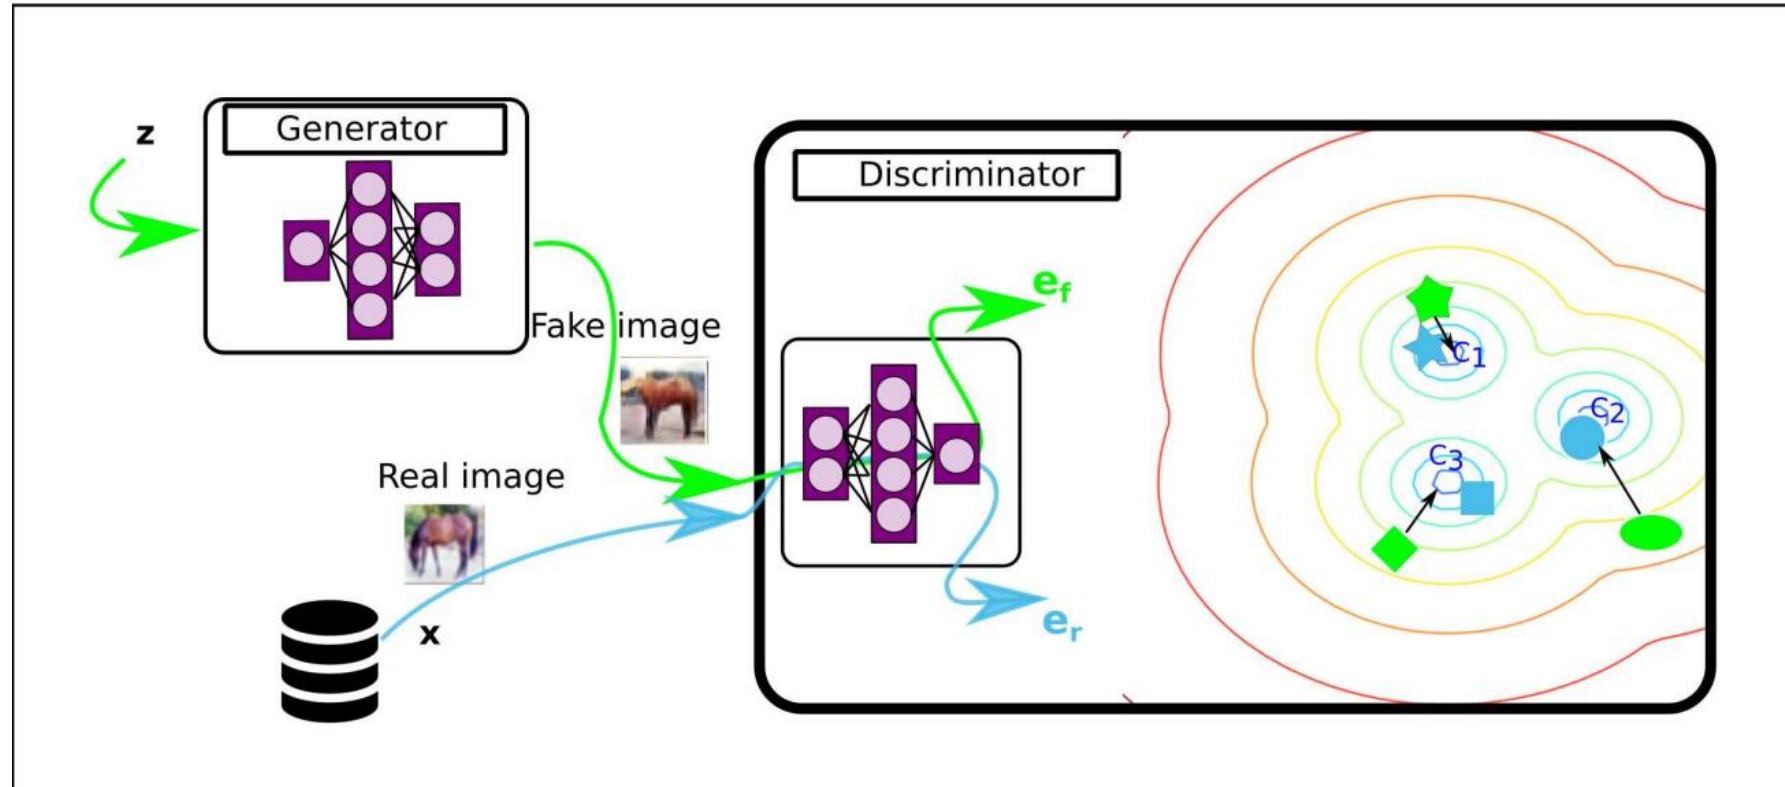 z
Generator
Discriminator
Fake image
Real image
x
e_f
e_r
C1
C2
C3